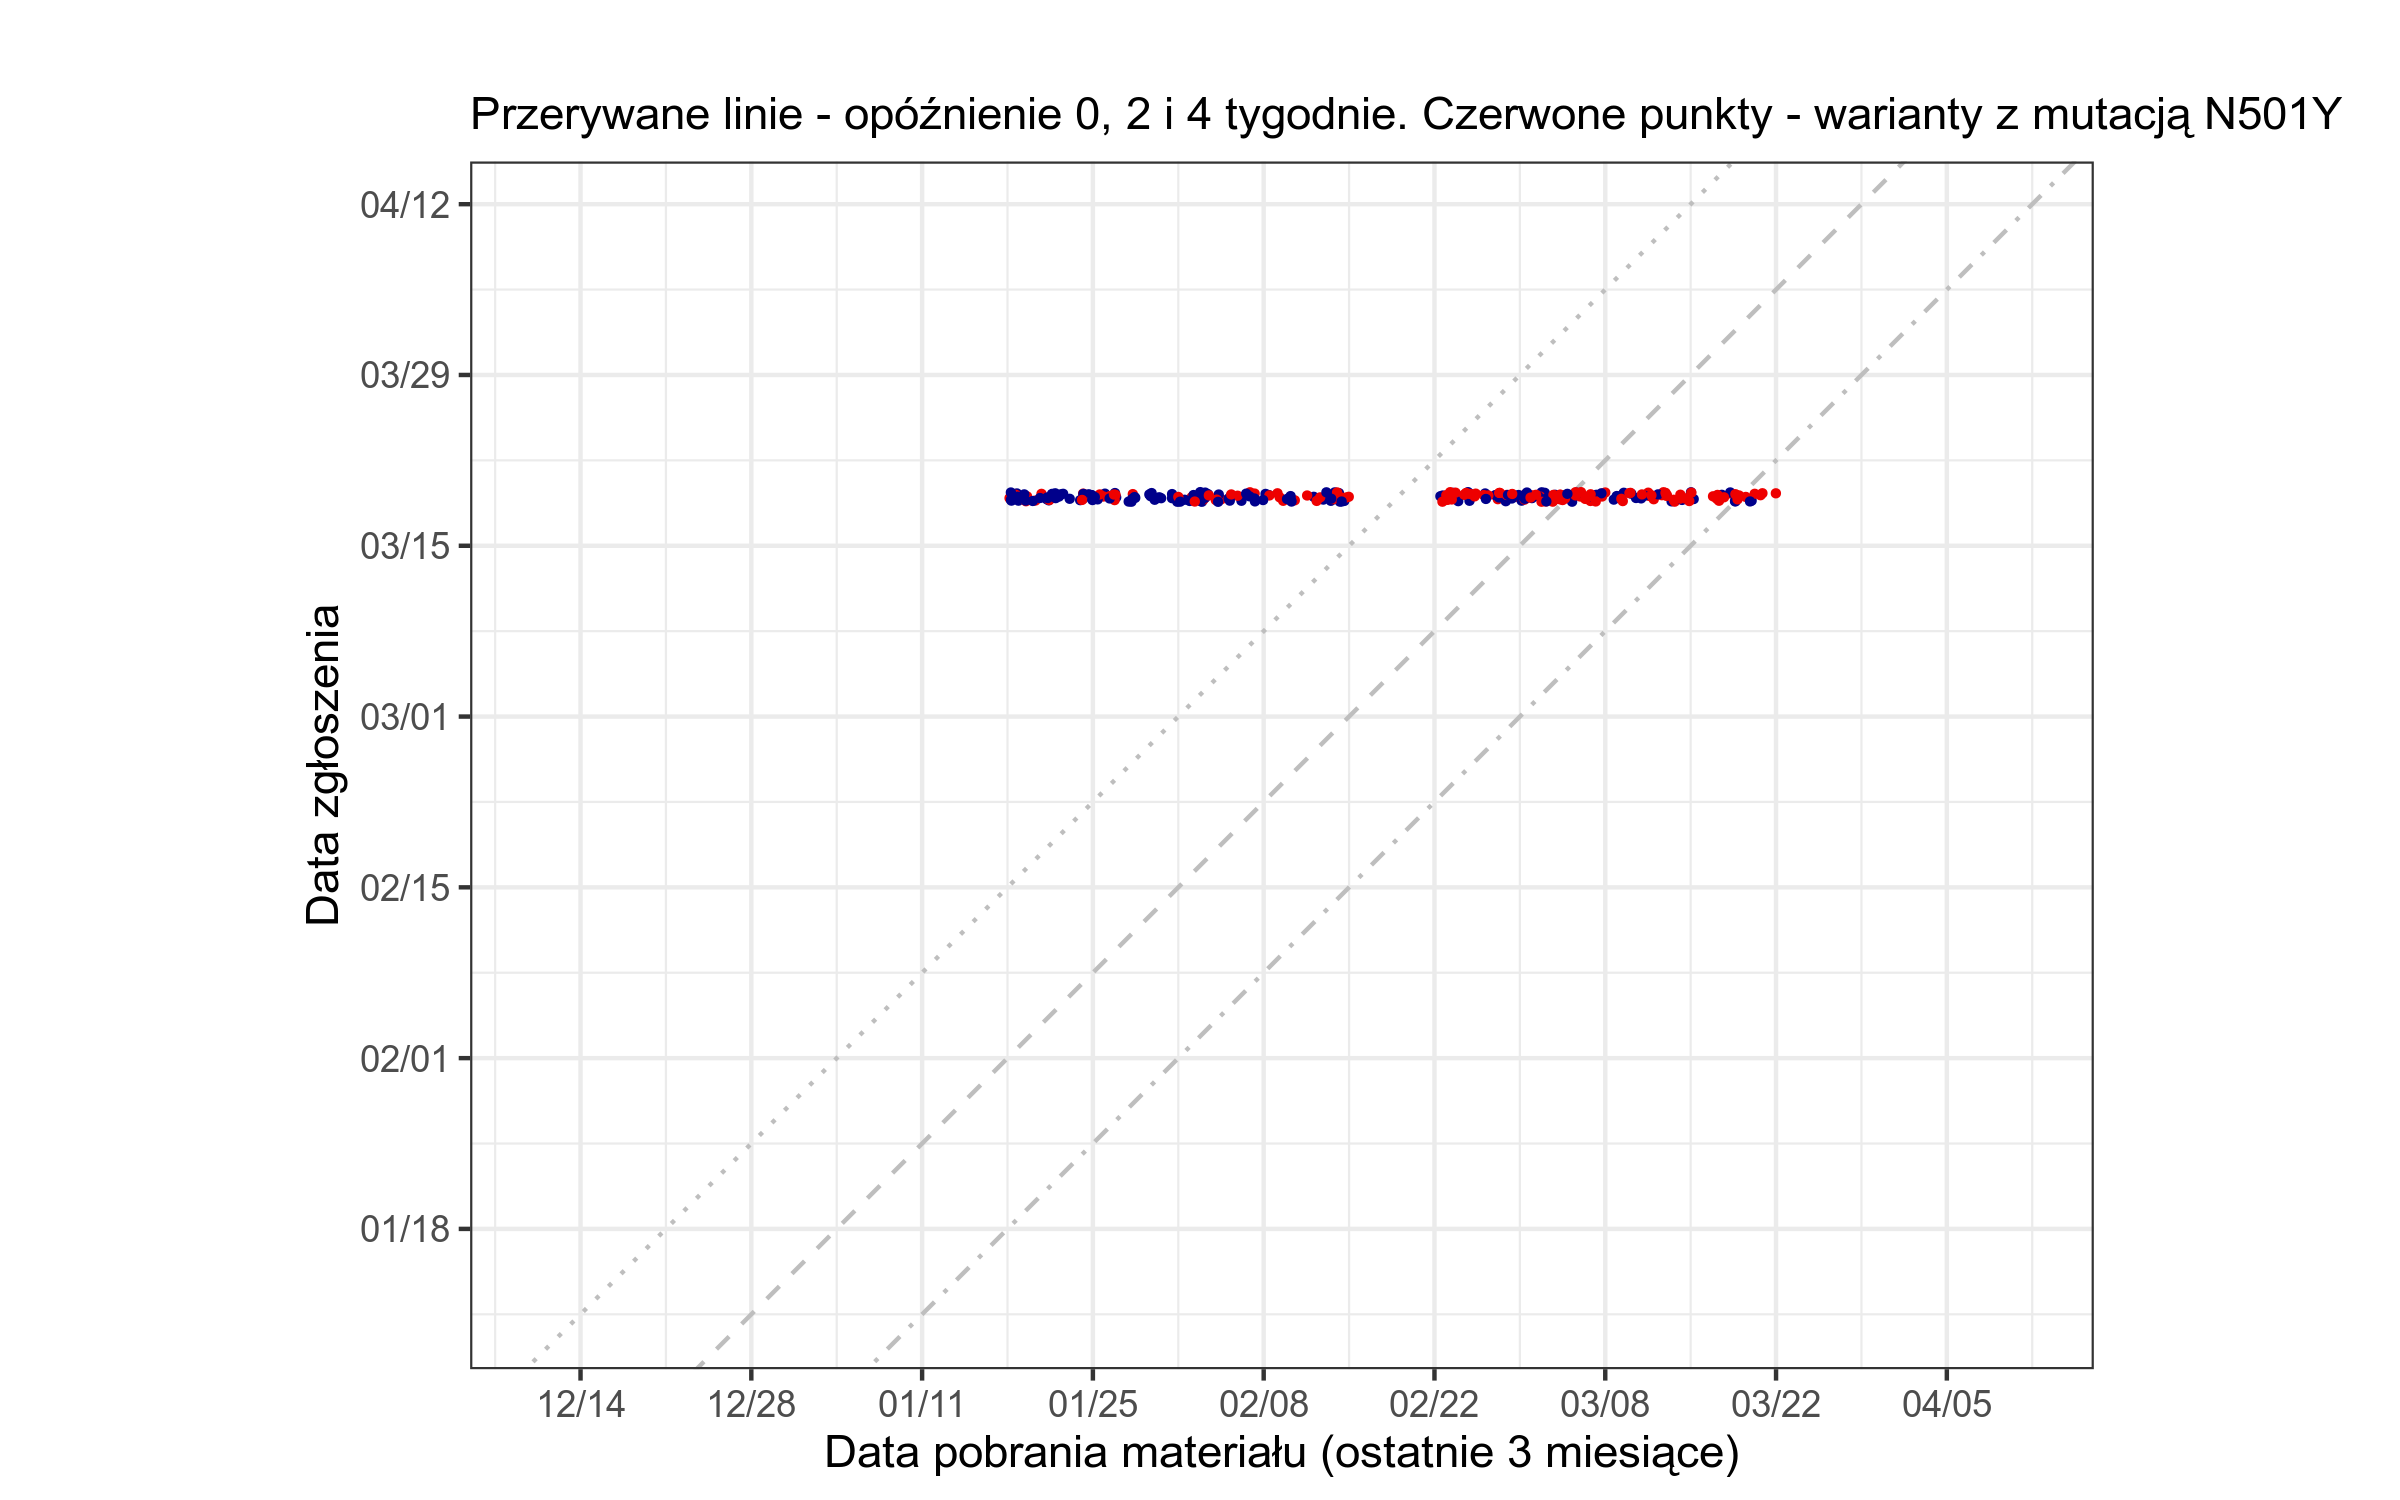 Przerywane linie - opóźnienie 0, 2 i 4 tygodnie. Czerwone punkty - warianty z mutacją N501Y
04/12
03/29
03/15
03/01
02/15
02/01
01/18
Data zgłoszenia
12/14 12/28 01/11 01/25 02/08 02/22 03/08 03/22 04/05
Data pobrania materiału (ostatnie 3 miesiące)